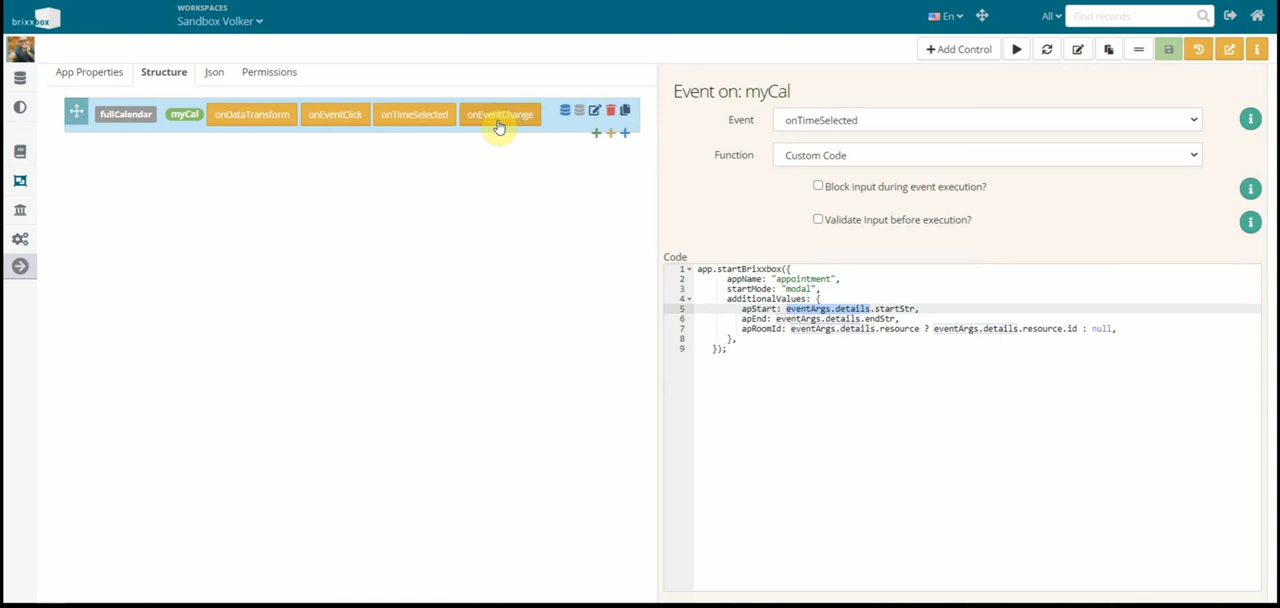 brixxbox
WORKSPACES
Sandbox Volker
En
All
Find records
+ Add Control
App Properties
Structure
Json
Permissions
fullCalendar
myCal
onDataTransform
onEventClick
onTimeSelected
onEventChange
Event on: myCal
Event
onTimeSelected
Function
Custom Code
Block input during event execution?
Validate Input before execution?
Code
1 app.startBrixxbox({
2 appName: "appointment",
3 startMode: "modal",
4 additionalValues: {
5 apStart: eventArgs.details.startStr,
6 apEnd: eventArgs.details.endStr,
7 apRoomId: eventArgs.details.resource ? eventArgs.details.resource.id : null,
8 },
9 });